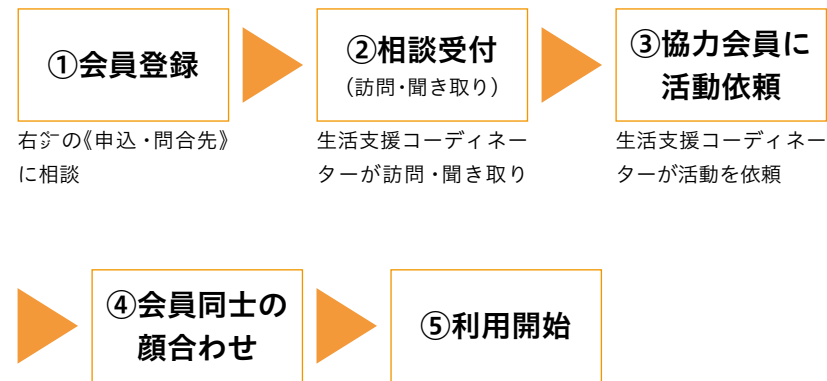 ①会員登録
右㌻の《申込・問合先》
に相談
②相談受付
（訪問・聞き取り）
生活支援コーディネー
ターが訪問・聞き取り
③協力会員に
活動依頼
生活支援コーディネー
ターが活動を依頼
④会員同士の
顔合わせ
⑤利用開始